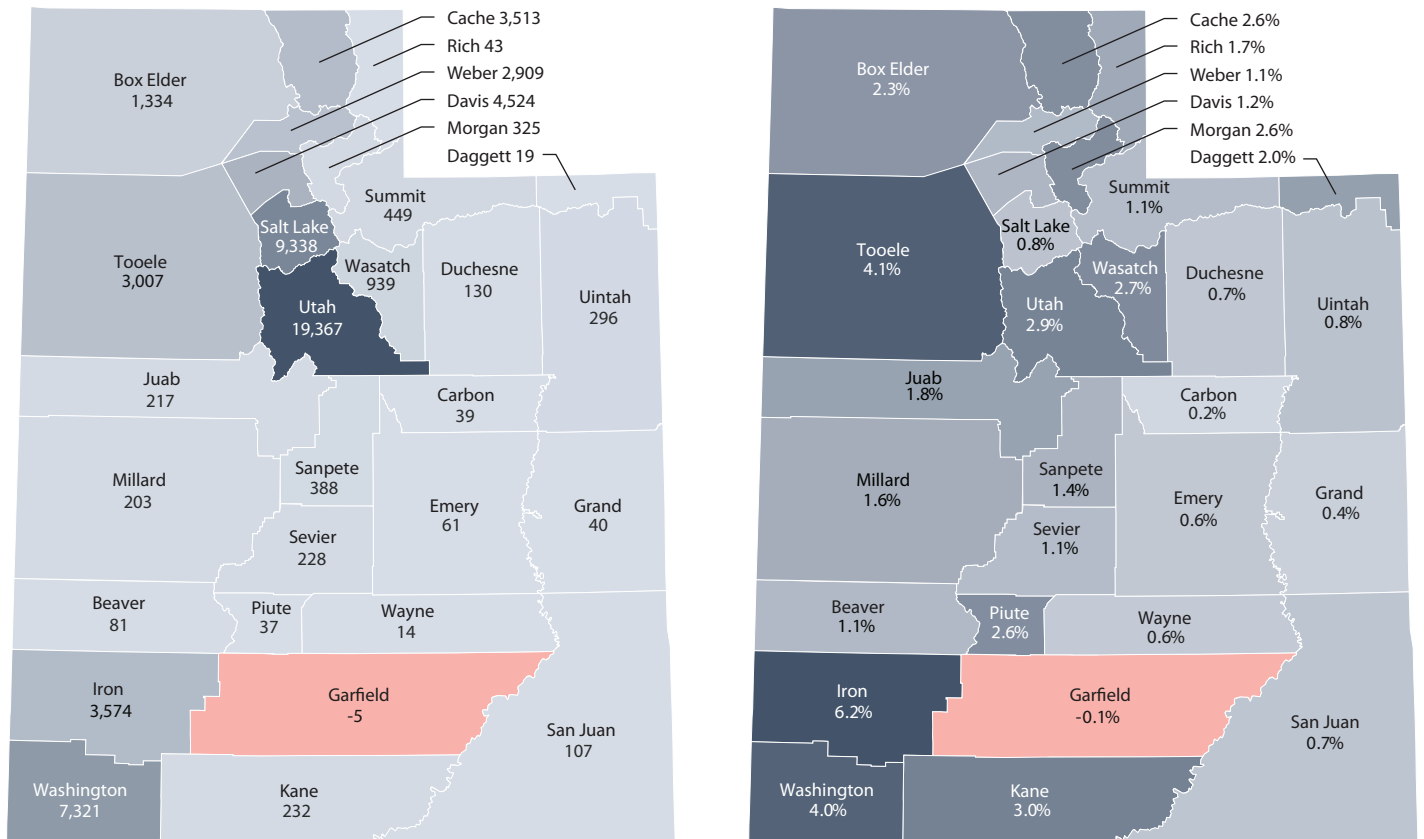 Cache 3,513
Rich 43
Weber 2,909
Davis 4,524
Morgan 325
Daggett 19
Box Elder
1,334
Summit
449
Salt Lake
9,338
Tooele
3,007
Wasatch
939
Duchesne
130
Uintah
296
Utah
19,367
Juab
217
Carbon
39
Millard
203
Sanpete
388
Emery
61
Grand
40
Sevier
228
Beaver
81
Piute
37
Wayne
14
Iron
3,574
Garfield
-5
San Juan
107
Washington
7,321
Kane
232
Cache 2.6%
Rich 1.7%
Weber 1.1%
Davis 1.2%
Morgan 2.6%
Daggett 2.0%
Box Elder
2.3%
Summit
1.1%
Salt Lake
0.8%
Tooele
4.1%
Wasatch
2.7%
Duchesne
0.7%
Uintah
0.8%
Utah
2.9%
Juab
1.8%
Carbon
0.2%
Millard
1.6%
Sanpete
1.4%
Emery
0.6%
Grand
0.4%
Sevier
1.1%
Beaver
1.1%
Piute
2.6%
Wayne
0.6%
Iron
6.2%
Garfield
-0.1%
San Juan
0.7%
Washington
4.0%
Kane
3.0%